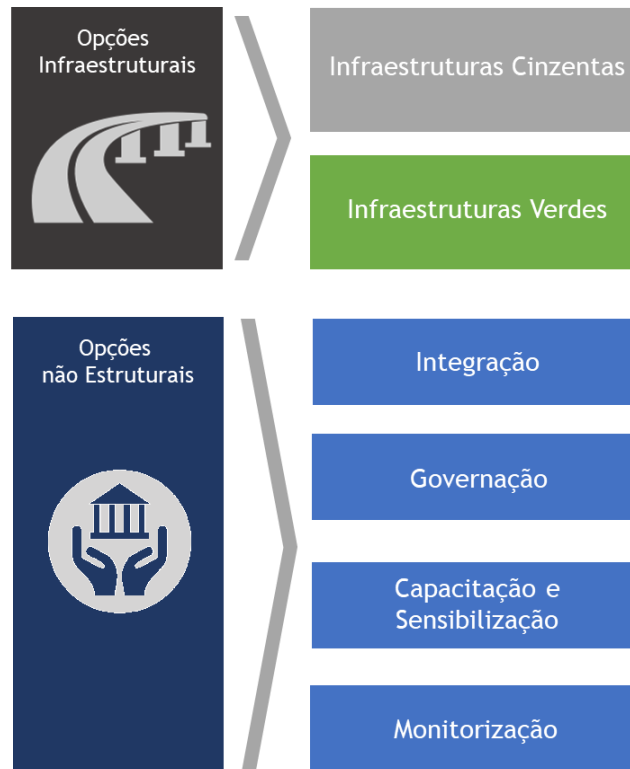 Opções
Infraestruturais
Infraestruturas Cinzentas
Infraestruturas Verdes
Opções
não Estruturais
Integração
Governação
Capacitação e
Sensibilização
Monitorização